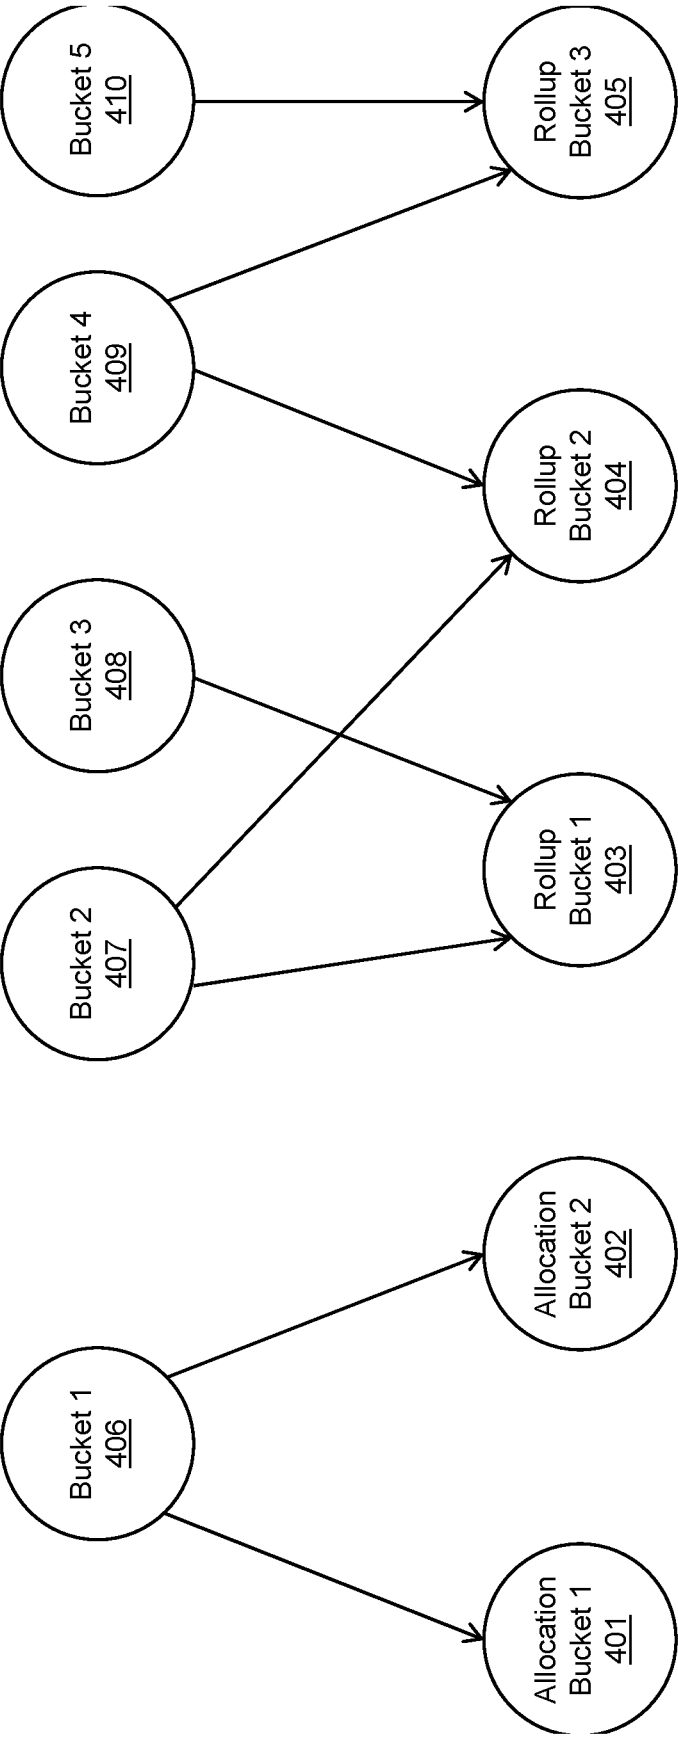 Bucket 1
406
Bucket 2
407
Bucket 3
408
Bucket 4
409
Bucket 5
410
Allocation
Bucket 1
401
Allocation
Bucket 2
402
Rollup
Bucket 1
403
Rollup
Bucket 2
404
Rollup
Bucket 3
405